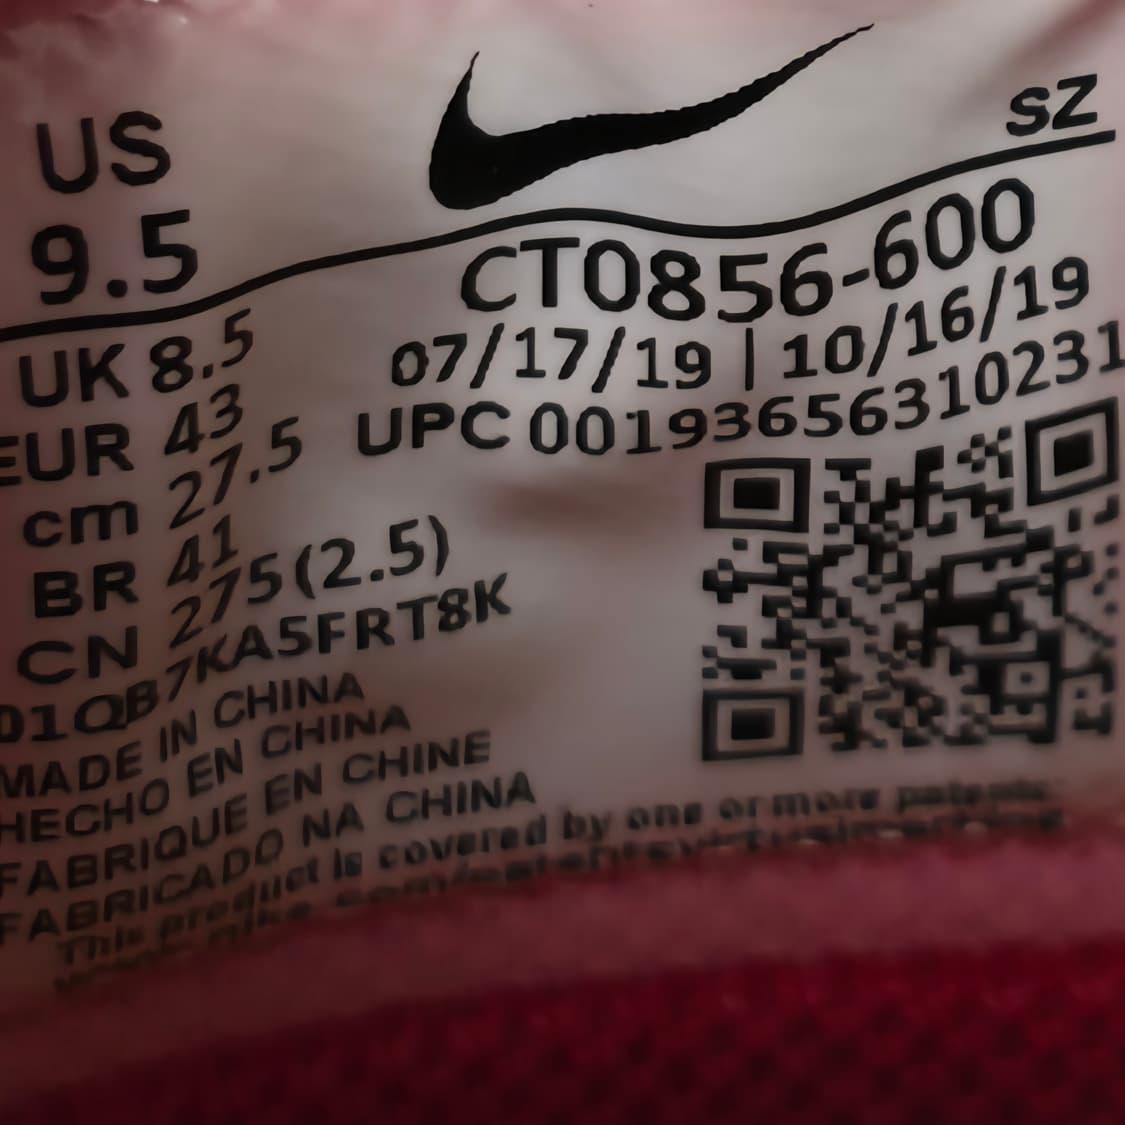 US
9.5
SZ
CT0856-600
07/17/19 | 10/16/19
UPC 00193656310231
UK 8.5
EUR 43
cm 27.5
BR 41
CN 275(2.5)
01QB7KA5FRT8K
MADE IN CHINA
HECHO EN CHINA
FABRIQUE EN CHINE
FABRICADO NA CHINA
This product is covered by one or more patents: